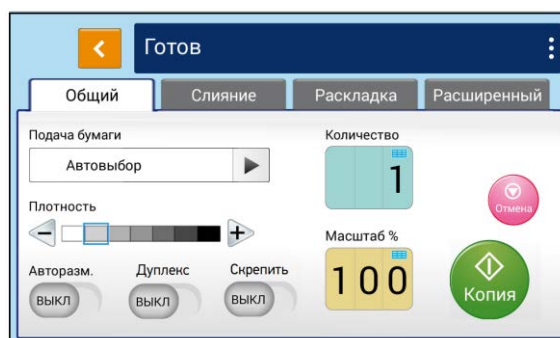 Готов
Общий
Слияние
Раскладка
Расширенный
Подача бумаги
Автовыбор
Плотность
Авторазм.
Дуплекс
Скрепить
ВЫКЛ
ВЫКЛ
ВЫКЛ
Количество
1
Масштаб %
100
Отмена
Копия